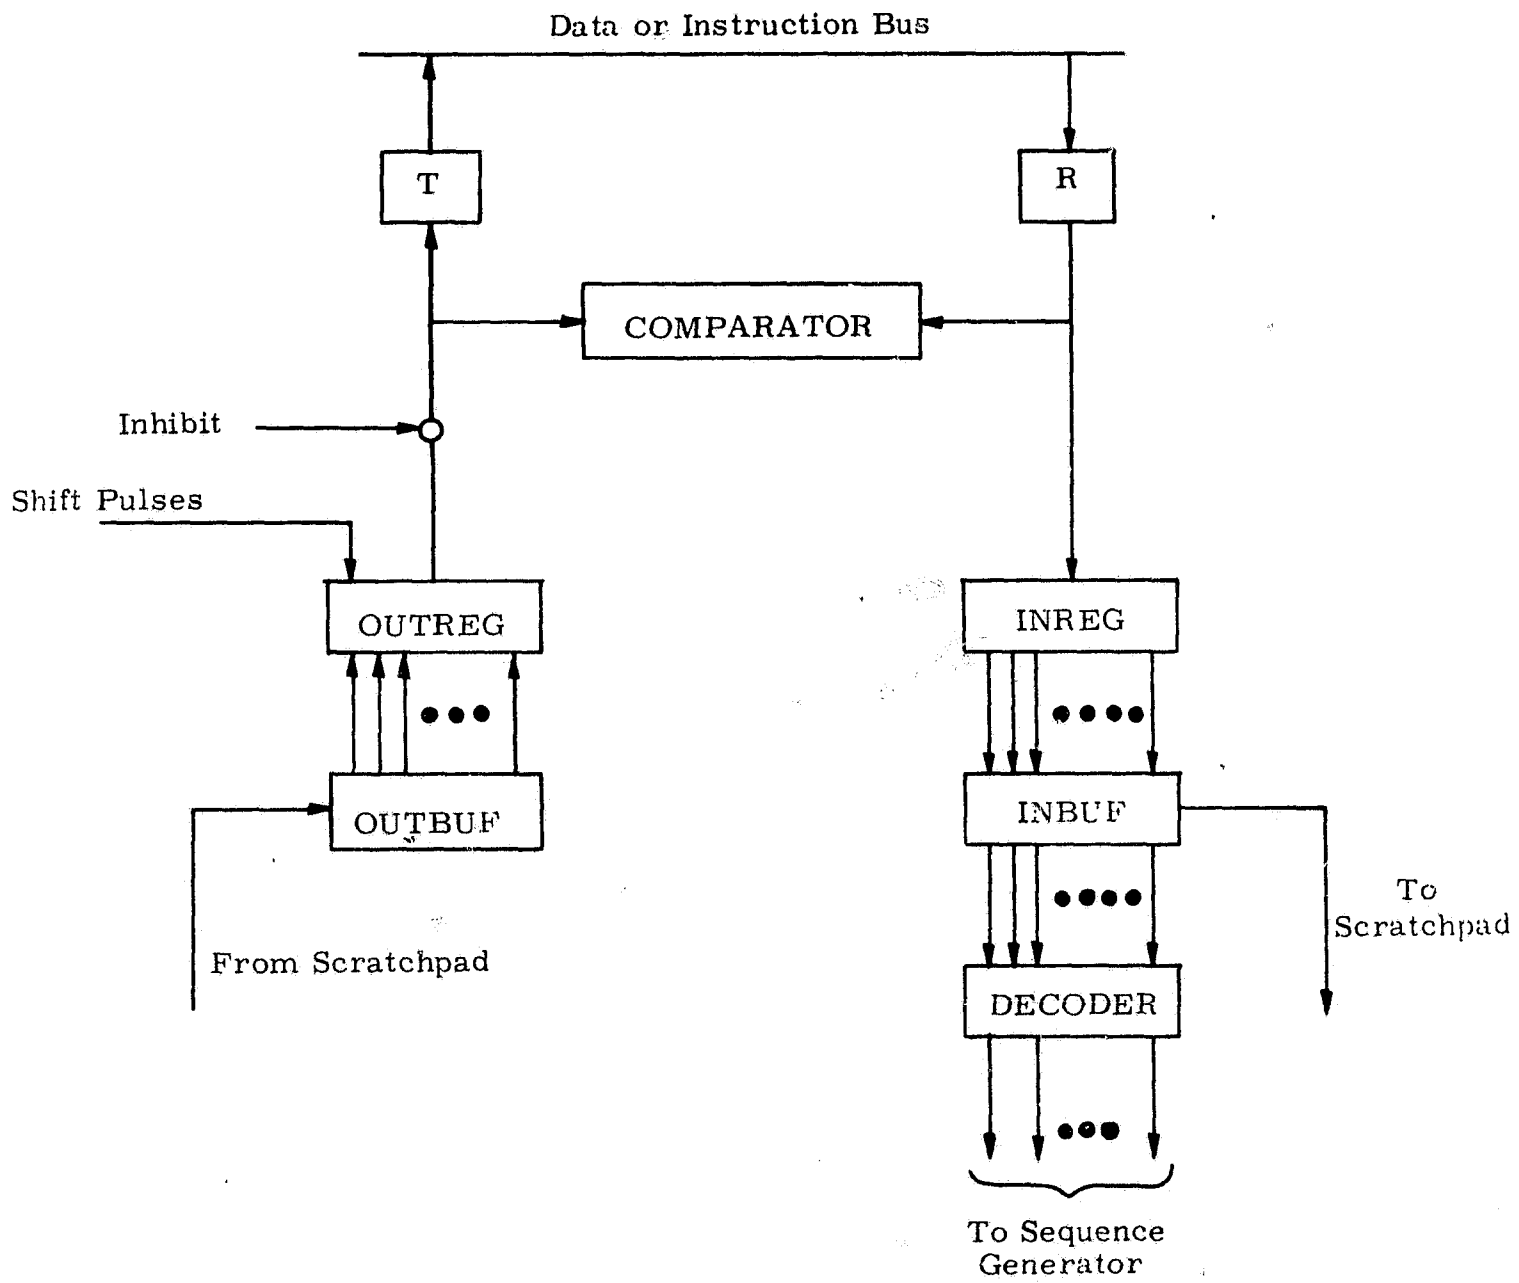 Data or Instruction Bus
T
R
COMPARATOR
Inhibit
Shift Pulses
OUTREG
INREG
OUTBUF
INBUF
To
Scratchpad
From Scratchpad
DECODER
To Sequence
Generator